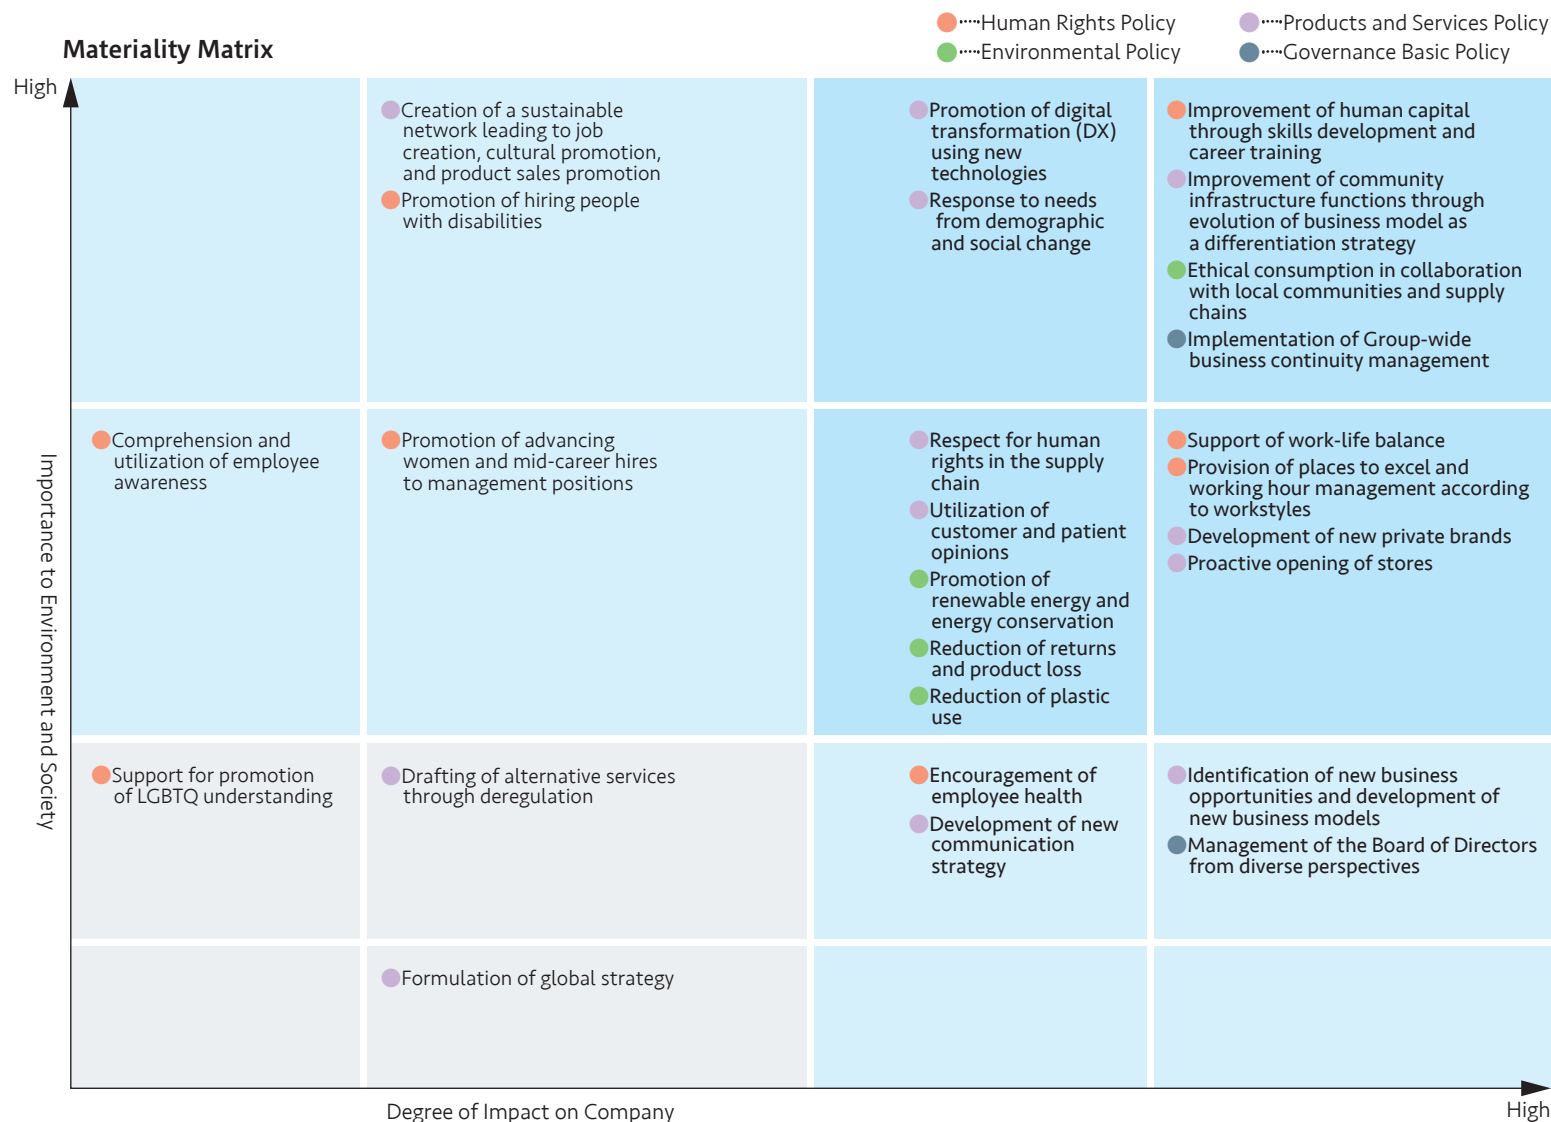 Human Rights Policy
Products and Services Policy
Environmental Policy
Governance Basic Policy
Materiality Matrix
High
Importance to Environment and Society
Creation of a sustainable
network leading to job
creation, cultural promotion,
and product sales promotion
Promotion of hiring people
with disabilities
Promotion of digital
transformation (DX)
using new
technologies
Response to needs
from demographic
and social change
Improvement of human capital
through skills development and
career training
Improvement of community
infrastructure functions through
evolution of business model as
a differentiation strategy
Ethical consumption in collaboration
with local communities and supply
chains
Implementation of Group-wide
business continuity management
Comprehension and
utilization of employee
awareness
Promotion of advancing
women and mid-career hires
to management positions
Respect for human
rights in the supply
chain
Utilization of
customer and patient
opinions
Promotion of
renewable energy and
energy conservation
Reduction of returns
and product loss
Reduction of plastic
use
Support of work-life balance
Provision of places to excel and
working hour management according
to workstyles
Development of new private brands
Proactive opening of stores
Support for promotion
of LGBTQ understanding
Drafting of alternative services
through deregulation
Encouragement of
employee health
Development of new
communication
strategy
Identification of new business
opportunities and development of
new business models
Management of the Board of Directors
from diverse perspectives
Formulation of global strategy
Degree of Impact on Company
High